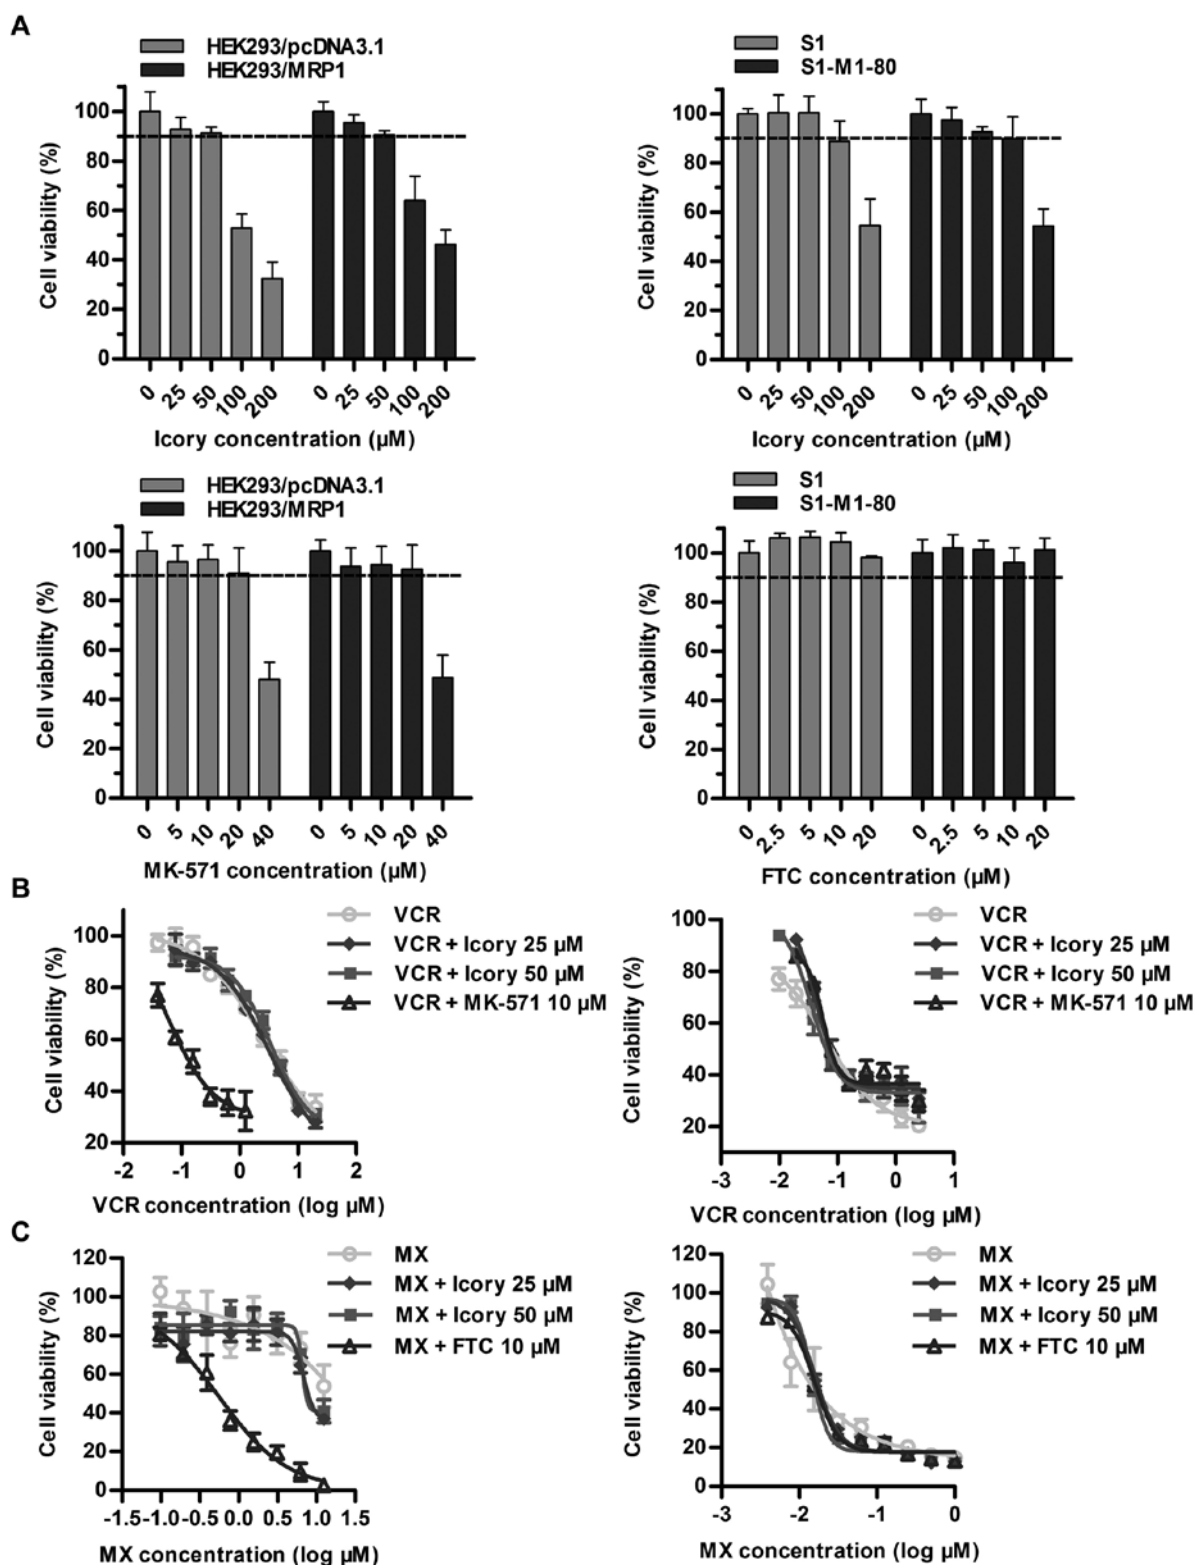 A
HEK293/pcDNA3.1
HEK293/MRP1
Cell viability (%)
100
80
60
40
20
0
0 25 50 100 200 0 25 50 100 200
Icory concentration (µM)
S1
S1-M1-80
Cell viability (%)
100
80
60
40
20
0
0 25 50 100 200 0 25 50 100 200
Icory concentration (µM)
HEK293/pcDNA3.1
HEK293/MRP1
Cell viability (%)
100
80
60
40
20
0
0 5 10 20 40 0 5 10 20 40
MK-571 concentration (µM)
S1
S1-M1-80
Cell viability (%)
100
80
60
40
20
0
0 2.5 5 10 20 0 2.5 5 10 20
FTC concentration (µM)
B
VCR
VCR + Icory 25 µM
VCR + Icory 50 µM
VCR + MK-571 10 µM
Cell viability (%)
100
80
60
40
20
-2 -1 0 1 2
VCR concentration (log µM)
VCR
VCR + Icory 25 µM
VCR + Icory 50 µM
VCR + MK-571 10 µM
Cell viability (%)
100
80
60
40
20
-3 -2 -1 0 1
VCR concentration (log µM)
C
MX
MX + Icory 25 µM
MX + Icory 50 µM
MX + FTC 10 µM
Cell viability (%)
120
100
80
60
40
20
0
-1.5 -1.0 -0.5 0.0 0.5 1.0 1.5
MX concentration (log µM)
MX
MX + Icory 25 µM
MX + Icory 50 µM
MX + FTC 10 µM
Cell viability (%)
120
100
80
60
40
20
0
-3 -2 -1 0
MX concentration (log µM)